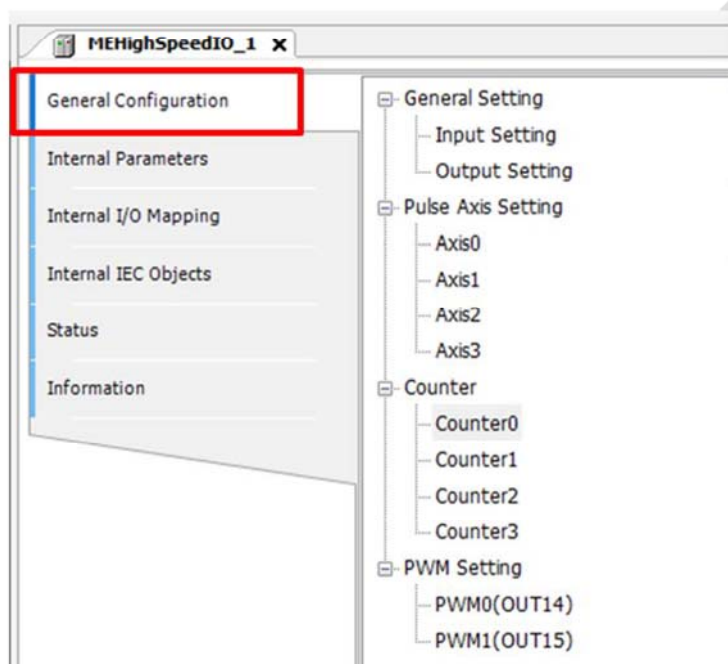 MEHighSpeedIO_1 X
General Configuration
Internal Parameters
Internal I/O Mapping
Internal IEC Objects
Status
Information
General Setting
Input Setting
Output Setting
Pulse Axis Setting
Axis0
Axis1
Axis2
Axis3
Counter
Counter0
Counter1
Counter2
Counter3
PWM Setting
PWM0(OUT14)
PWM1(OUT15)